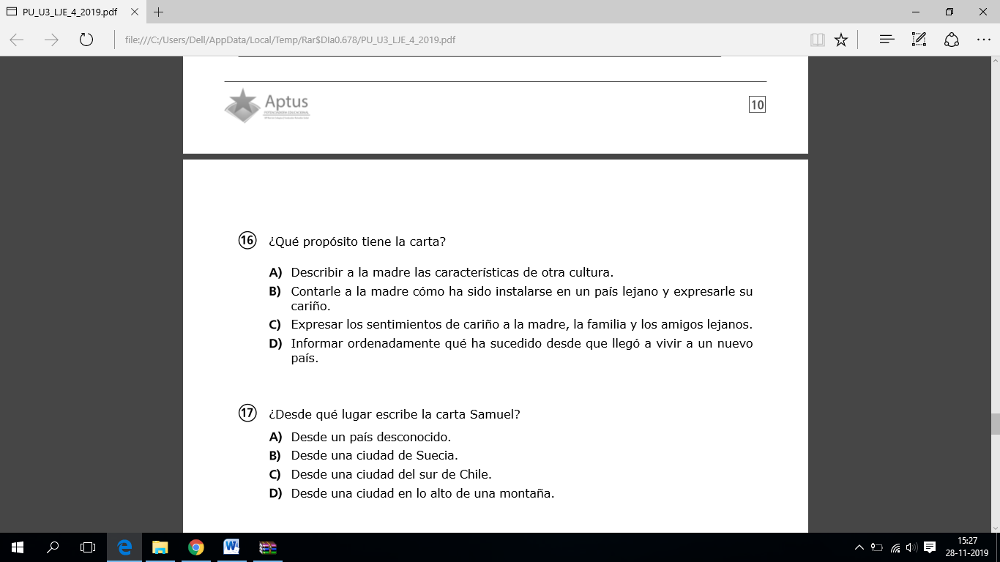 PU_U3_LJE_4_2019.pdf
file:///C:/Users/Dell/AppData/Local/Temp/Rar$DIa0.678/PU_U3_LJE_4_2019.pdf
Aptus
10
16 ¿Qué propósito tiene la carta?
A) Describir a la madre las características de otra cultura.
B) Contarle a la madre cómo ha sido instalarse en un país lejano y expresarle su
cariño.
C) Expresar los sentimientos de cariño a la madre, la familia y los amigos lejanos.
D) Informar ordenadamente qué ha sucedido desde que llegó a vivir a un nuevo
país.
17 ¿Desde qué lugar escribe la carta Samuel?
A) Desde un país desconocido.
B) Desde una ciudad de Suecia.
C) Desde una ciudad del sur de Chile.
D) Desde una ciudad en lo alto de una montaña.
15:27
28-11-2019